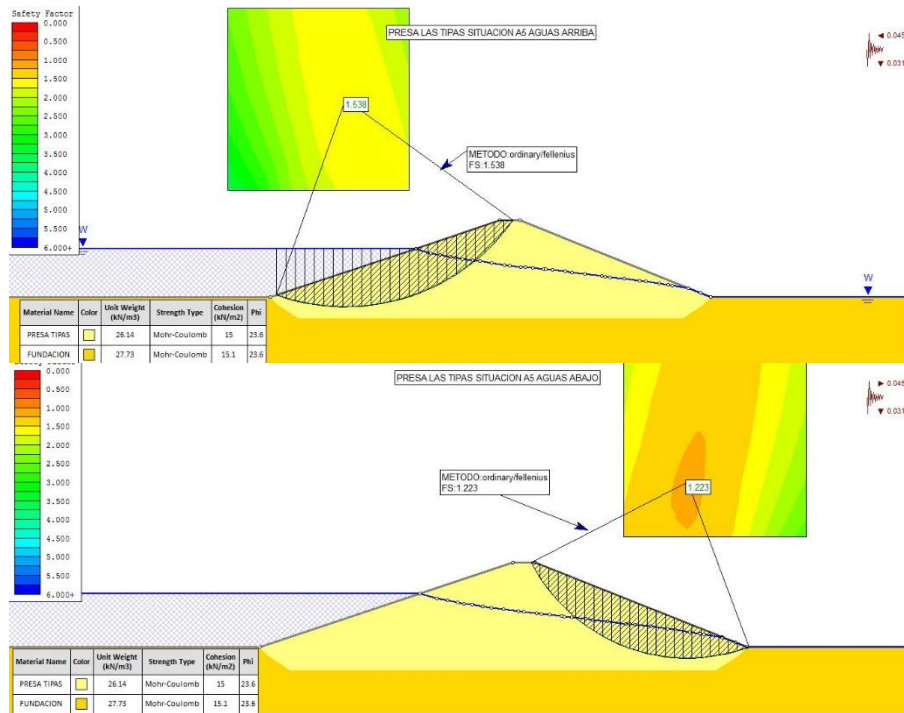 Safety Factor
0.000
0.500
1.000
1.500
2.000
2.500
3.000
3.500
4.000
4.500
5.000
5.500
6.000+
PRESA LAS TIPAS SITUACION A5 AGUAS ARRIBA
0.045
0.031
1.538
METODO:ordinary/fellenius
FS:1.538
W
W
Material Name Color Unit Weight (kN/m3) Strength Type Cohesion (kN/m2) Phi
PRESA TIPAS 26.14 Mohr-Coulomb 15 23.6
FUNDACION 27.73 Mohr-Coulomb 15.1 23.6
0.000
0.500
1.000
1.500
2.000
2.500
3.000
3.500
4.000
4.500
5.000
5.500
6.000+
PRESA LAS TIPAS SITUACION A5 AGUAS ABAJO
0.045
0.031
METODO:ordinary/fellenius
FS:1.223
1.223
Material Name Color Unit Weight (kN/m3) Strength Type Cohesion (kN/m2) Phi
PRESA TIPAS 26.14 Mohr-Coulomb 15 23.6
FUNDACION 27.73 Mohr-Coulomb 15.1 23.6